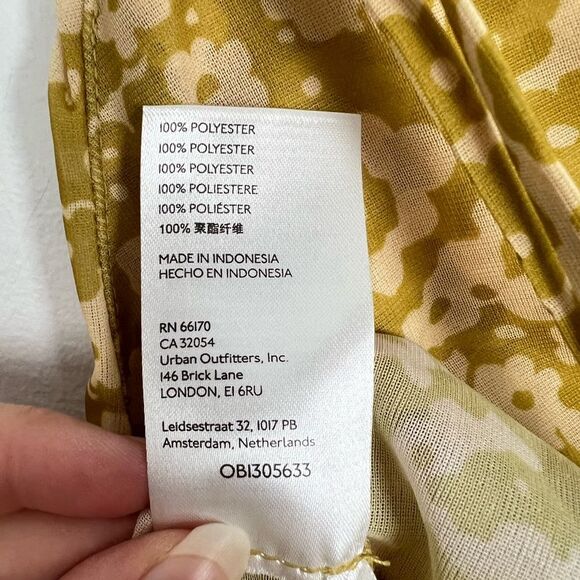 100% POLYESTER
100% POLYESTER
100% POLYESTER
100% POLIESTERE
100% POLIÉSTER
100% 聚酯纤维
MADE IN INDONESIA
HECHO EN INDONESIA
RN 66170
CA 32054
Urban Outfitters, Inc.
146 Brick Lane
LONDON, E1 6RU
Leidsestraat 32, 1017 PB
Amsterdam, Netherlands
OB1305633